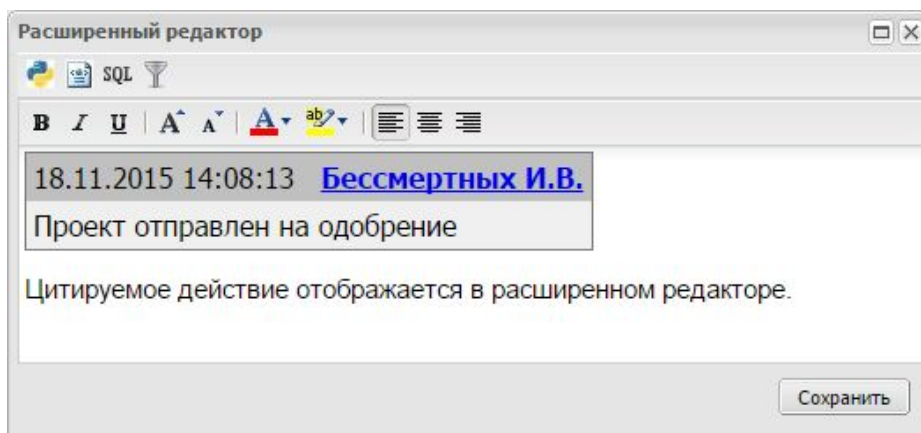 Расширенный редактор
SQL
B I U A A A ab
18.11.2015 14:08:13 Бессмертных И.В.
Проект отправлен на одобрение
Цитируемое действие отображается в расширенном редакторе.
Сохранить